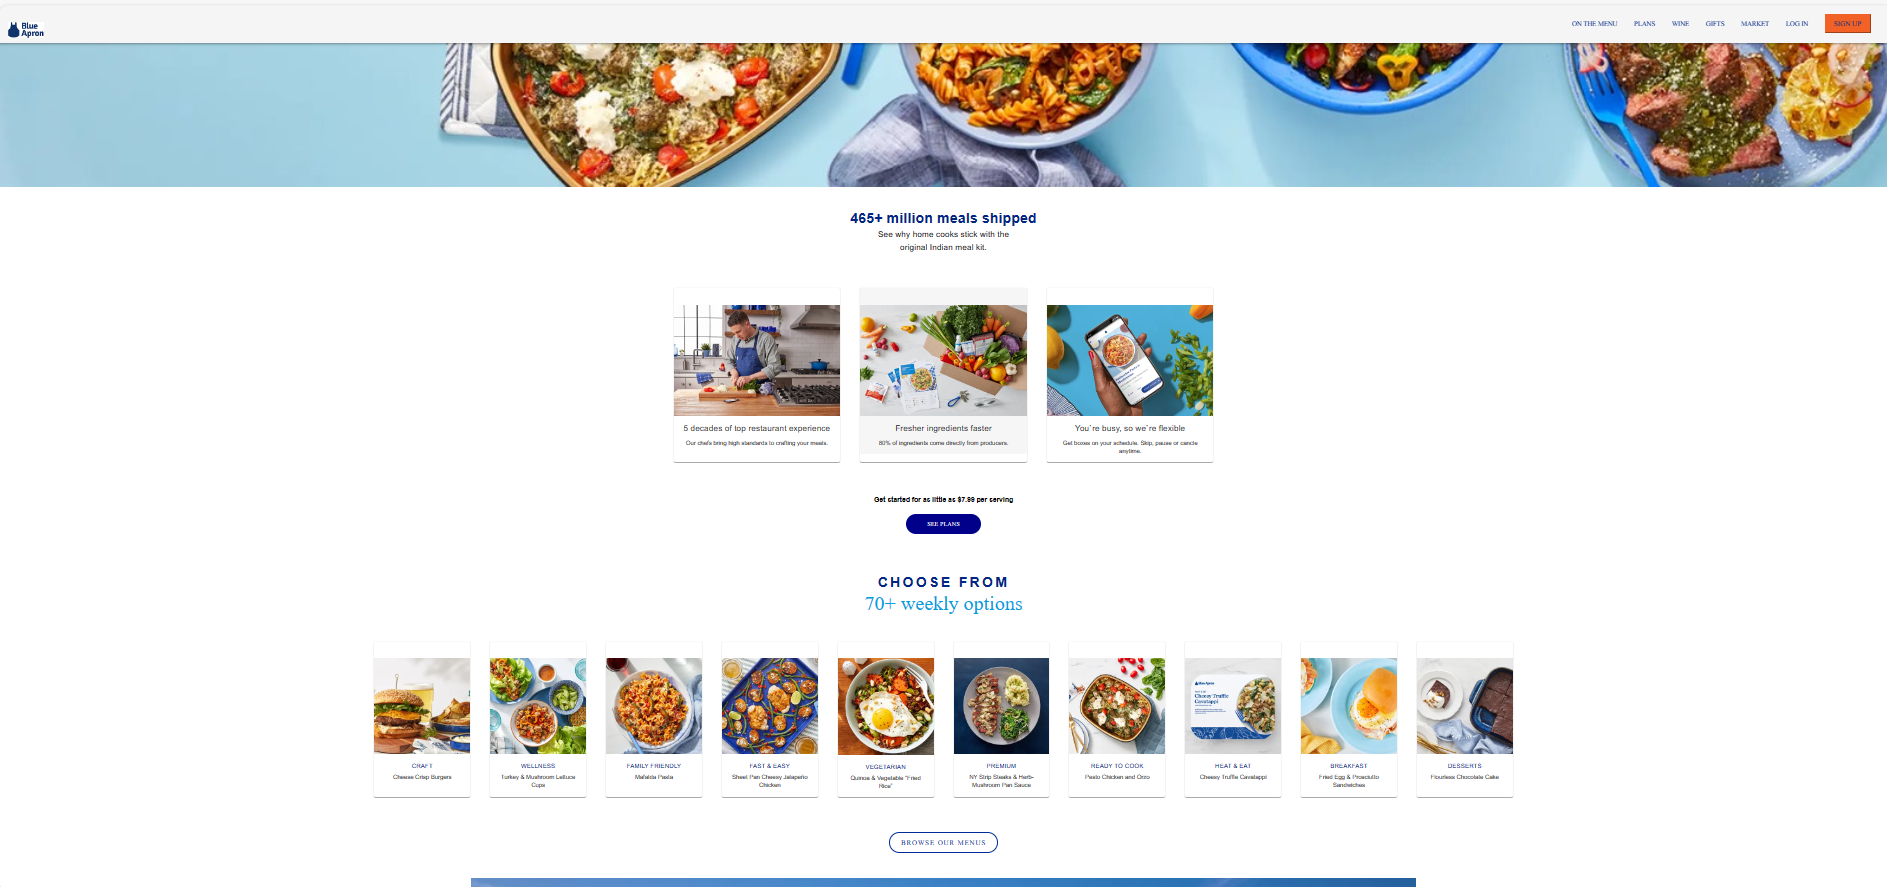 Blue
Apron
ON THE MENU
PLANS
WINE
GIFTS
MARKET
LOG IN
SIGN UP
465+ million meals shipped
See why home cooks stick with the
original Indian meal kit.
5 decades of top restaurant experience
Our chefs bring high standards to crafting your meals.
Fresher ingredients faster
80% of ingredients come directly from producers.
You`re busy, so we`re flexible
Get boxes on your schedule. Skip, pause or cancle
anytime.
Get started for as little as $7.99 per serving
SEE PLANS
CHOOSE FROM
70+ weekly options
CRAFT
Cheese Crisp Burgers
WELLNESS
Turkey & Mushroom Lettuce
Cups
FAMILY FRIENDLY
Mafalda Pasta
FAST & EASY
Sheet Pan Cheesy Jalapeño
Chicken
VEGETARIAN
Quinoa & Vegetable "Fried
Rice"
PREMIUM
NY Strip Steaks & Herb-
Mushroom Pan Sauce
READY TO COOK
Pesto Chicken and Orzo
Blue Apron
Cheesy Truffle
Cavatappi
HEAT & EAT
Cheesy Truffle Cavatappi
BREAKFAST
Fried Egg & Prosciutto
Sandwiches
DESSERTS
Flourless Chocolate Cake
BROWSE OUR MENUS